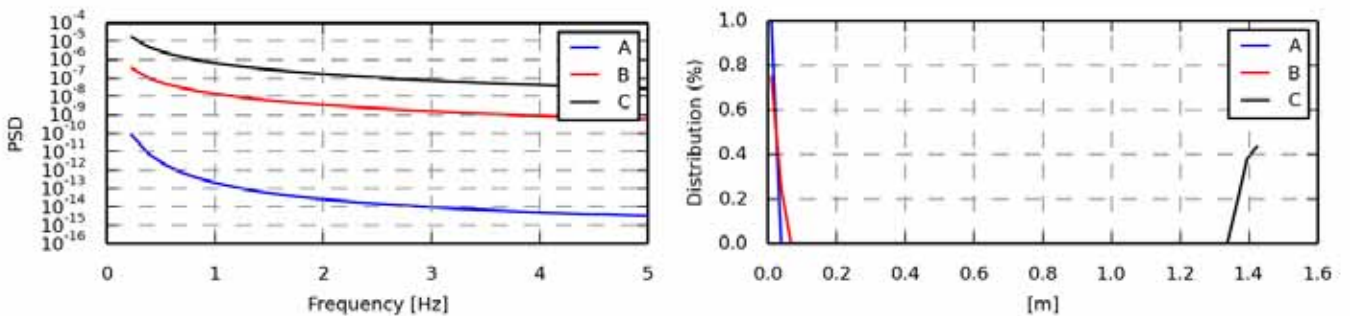 10^-4
10^-5
10^-6
10^-7
10^-8
10^-9
10^-10
10^-11
10^-12
10^-13
10^-14
10^-15
10^-16
PSD
0 1 2 3 4 5
Frequency [Hz]
A
B
C
1.0
0.8
0.6
0.4
0.2
0.0
Distribution (%)
0.0 0.2 0.4 0.6 0.8 1.0 1.2 1.4 1.6
[m]
A
B
C